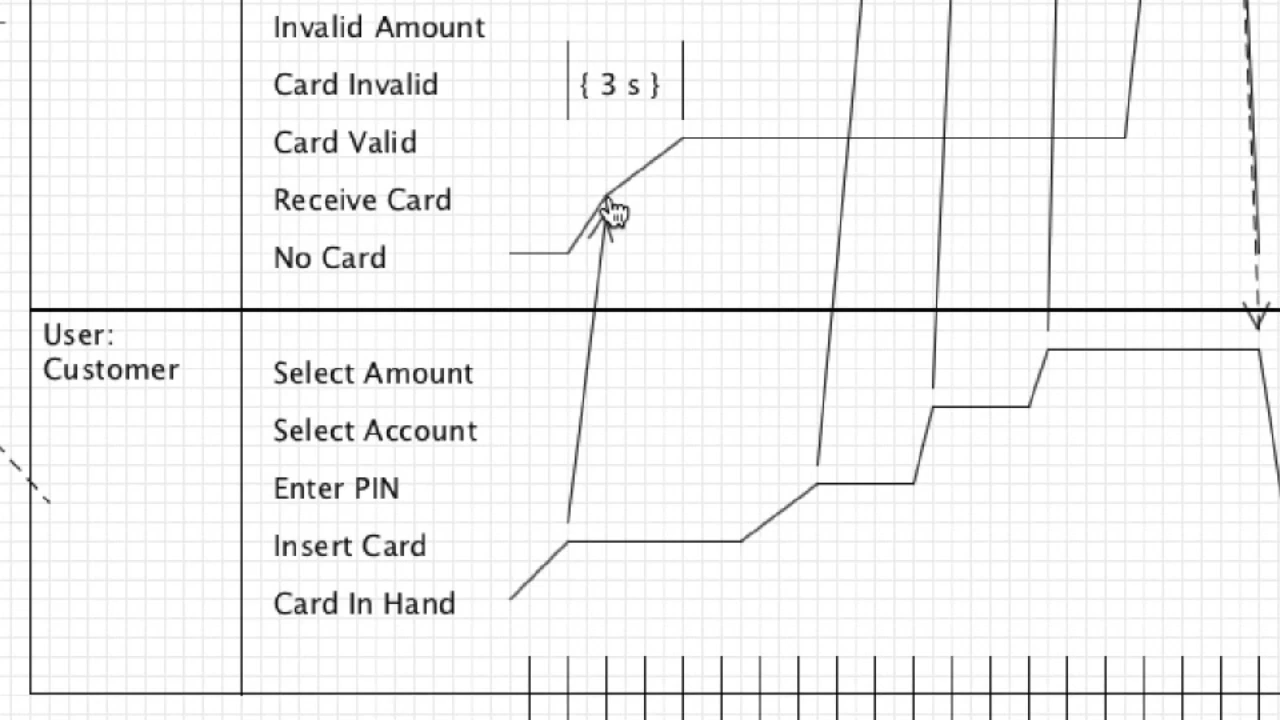 Invalid Amount
Card Invalid
{ 3 s }
Card Valid
Receive Card
No Card
User:
Customer
Select Amount
Select Account
Enter PIN
Insert Card
Card In Hand